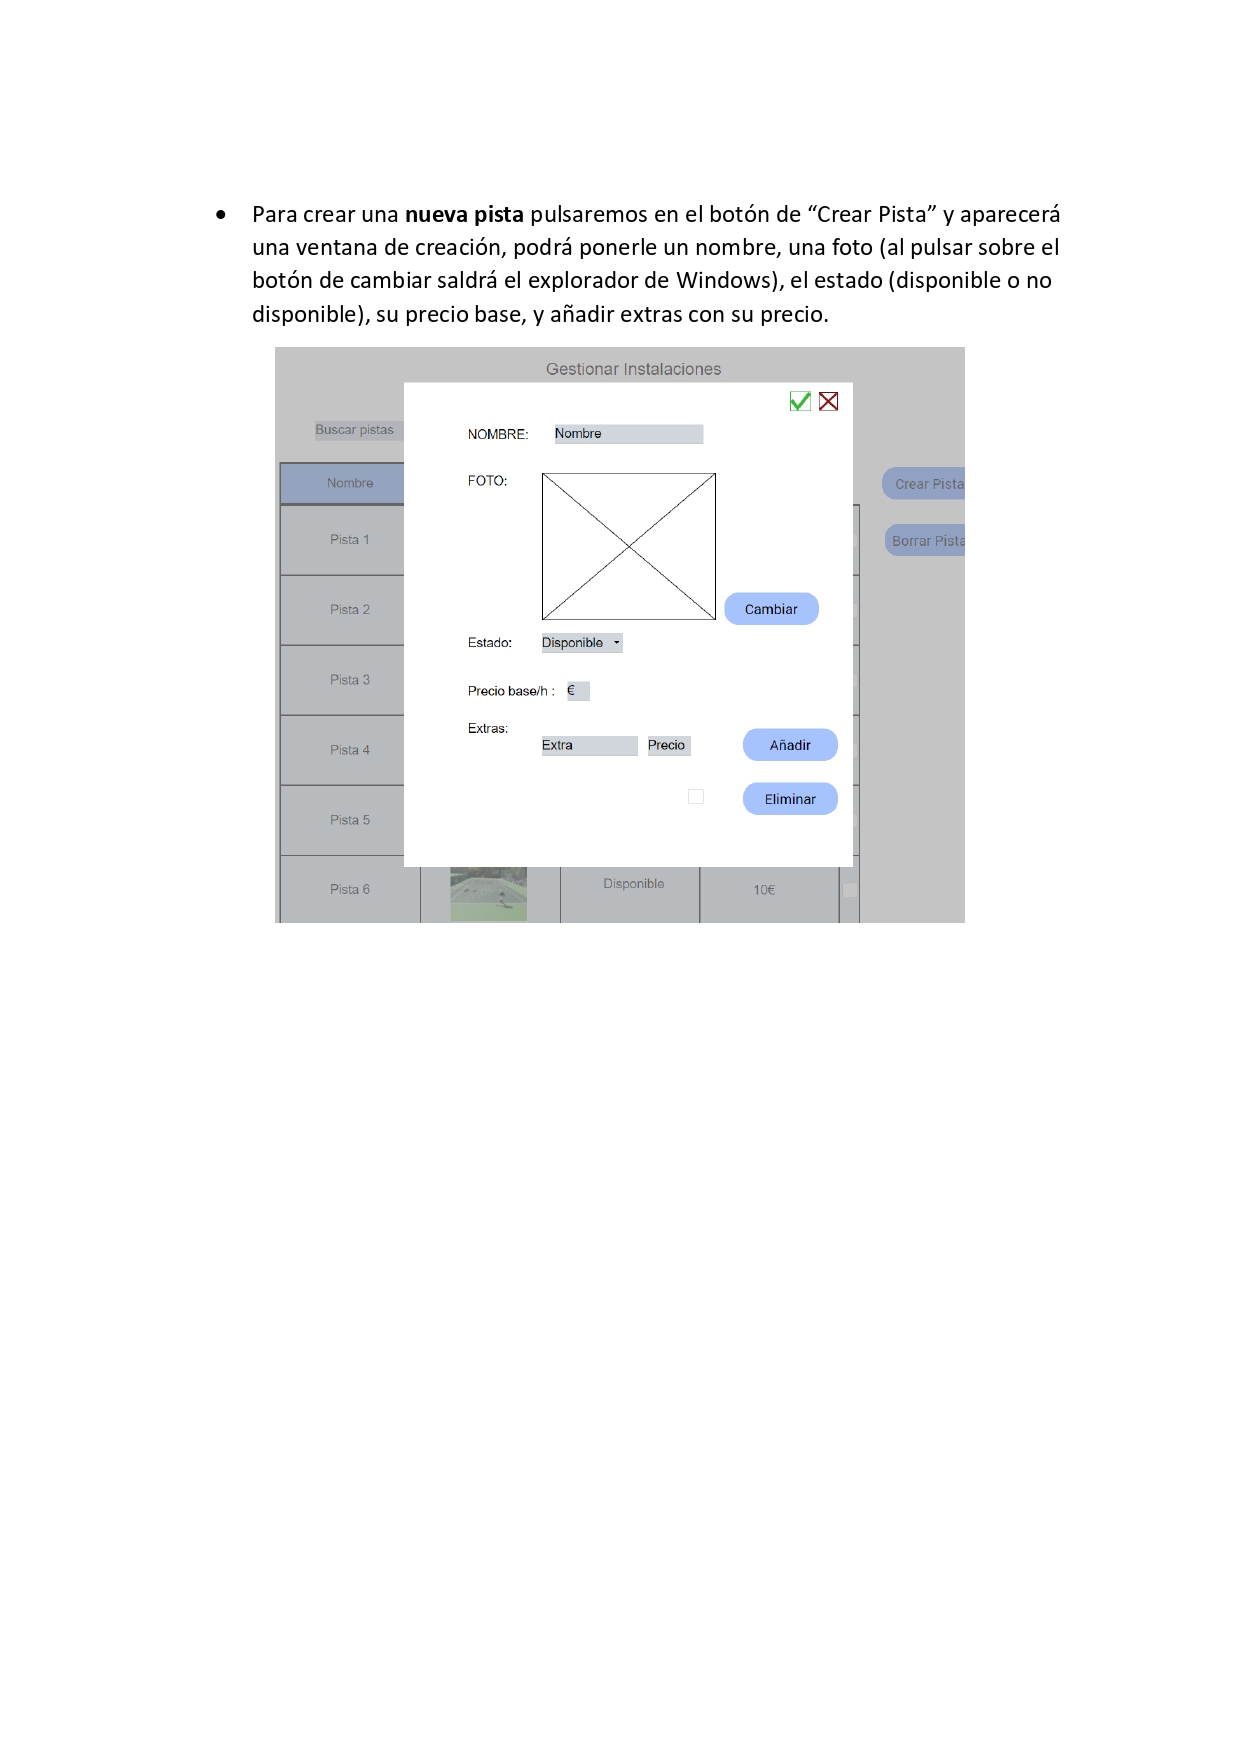 • Para crear una nueva pista pulsaremos en el botón de “Crear Pista” y aparecerá
una ventana de creación, podrá ponerle un nombre, una foto (al pulsar sobre el
botón de cambiar saldrá el explorador de Windows), el estado (disponible o no
disponible), su precio base, y añadir extras con su precio.
Gestionar Instalaciones
Buscar pistas
NOMBRE: Nombre
Nombre
FOTO:
Crear Pista
Pista 1
Borrar Pista
Pista 2
Cambiar
Estado: Disponible
Pista 3
Precio base/h : €
Extras:
Extra Precio Añadir
Pista 4
Eliminar
Pista 5
Pista 6 Disponible 10€